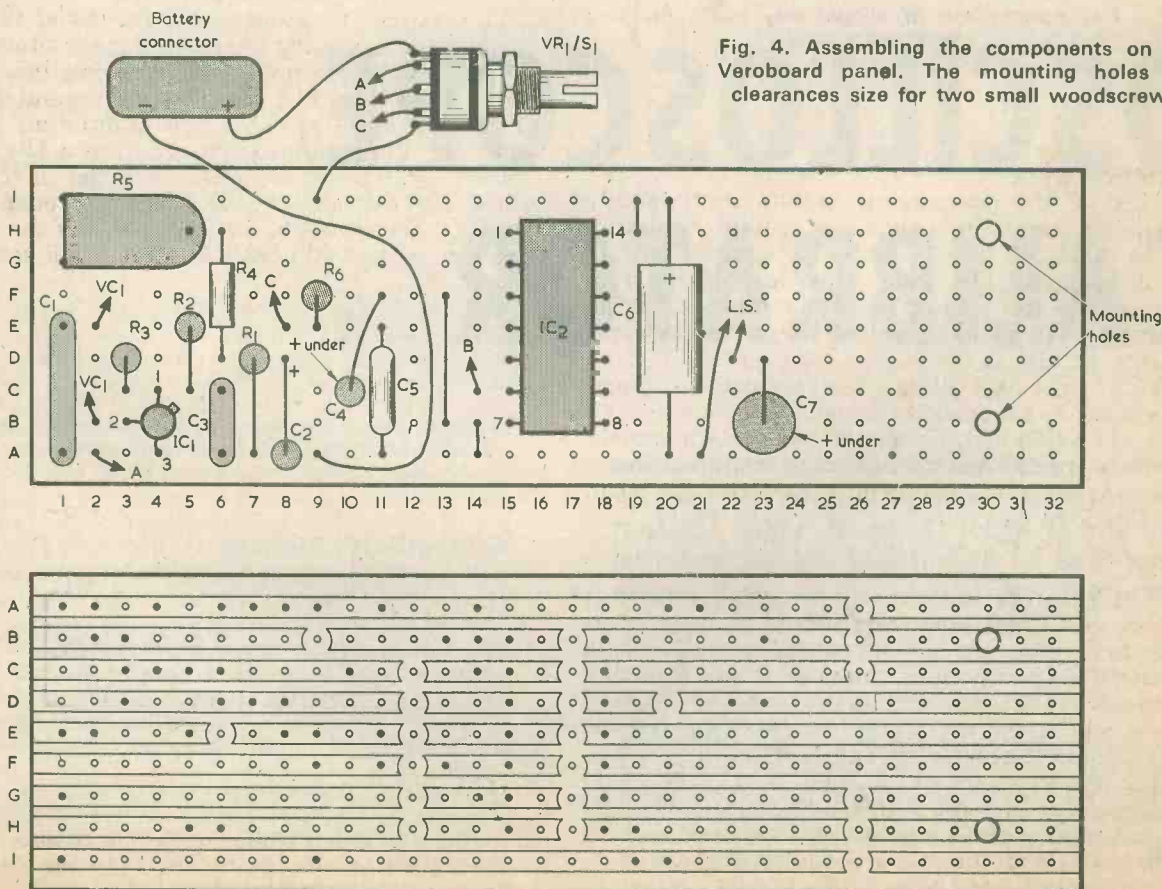 Battery
connector
− +
VR1/S1
A
B
C
Fig. 4. Assembling the components on
Veroboard panel. The mounting holes
clearances size for two small woodscrew
I
H
G
F
E
D
C
B
A
R5
C1
VC1
R3
R2
R4
R1
C
R6
+ under
+
C4
C5
C2
C3
VC1
1
2
3
IC1
A
B
1
14
IC2
7
8
C6
+
L.S.
C7
+ under
Mounting
holes
1 2 3 4 5 6 7 8 9 10 11 12 13 14 15 16 17 18 19 20 21 22 23 24 25 26 27 28 29 30 31 32
A
B
C
D
E
F
G
H
I